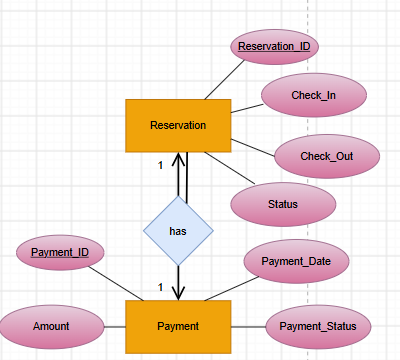 Reservation_ID
Check_In
Reservation
Check_Out
1
Status
has
Payment_ID
Payment_Date
1
Amount
Payment
Payment_Status